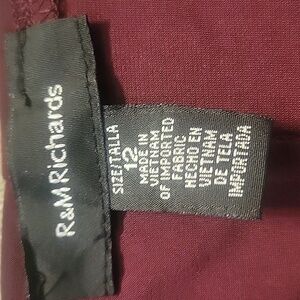 R&M Richards
SIZE/TALLA
12
MADE IN
VIETNAM
OF IMPORTED
FABRIC
HECHO EN
VIETNAM
DE TELA
IMPORTADA